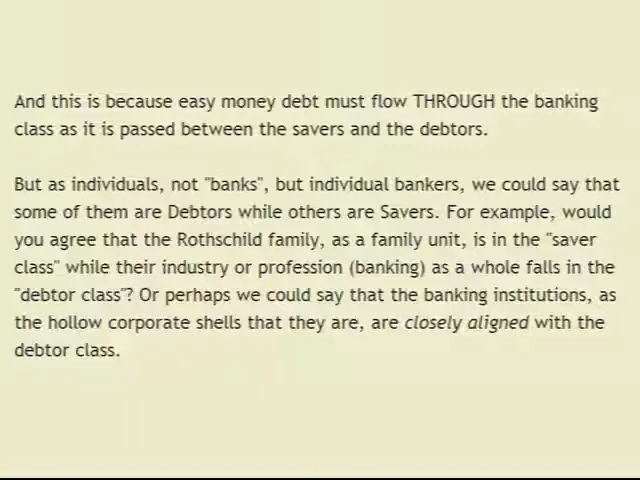 And this is because easy money debt must flow THROUGH the banking
class as it is passed between the savers and the debtors.
But as individuals, not "banks", but individual bankers, we could say that
some of them are Debtors while others are Savers. For example, would
you agree that the Rothschild family, as a family unit, is in the "saver
class" while their industry or profession (banking) as a whole falls in the
"debtor class"? Or perhaps we could say that the banking institutions, as
the hollow corporate shells that they are, are closely aligned with the
debtor class.